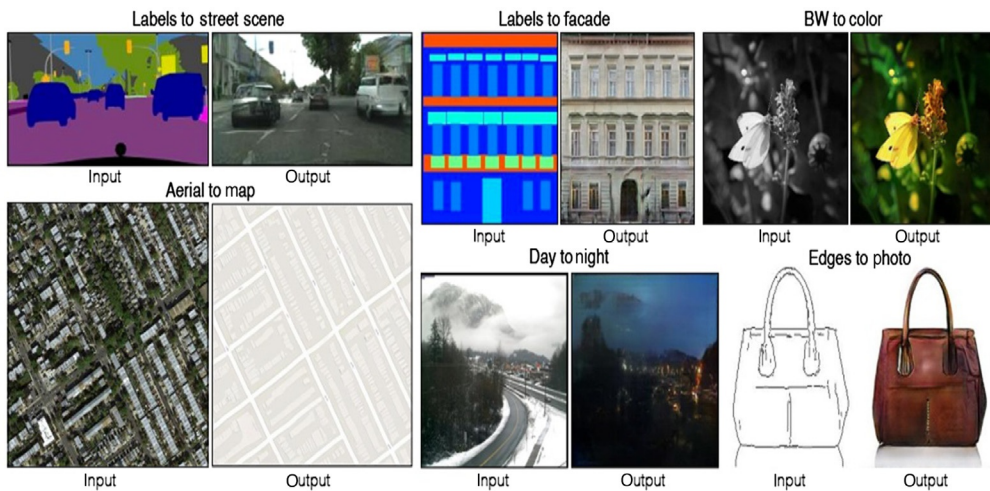 Labels to street scene
Input
Output
Aerial to map
Input
Output
Labels to facade
Input
Output
BW to color
Input
Output
Day to night
Input
Output
Edges to photo
Input
Output